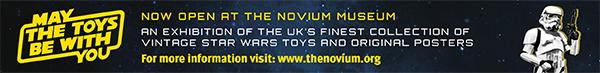 MAY
THE TOYS
BE WITH
YOU
NOW OPEN AT THE NOVIUM MUSEUM
AN EXHIBITION OF THE UK'S FINEST COLLECTION OF
VINTAGE STAR WARS TOYS AND ORIGINAL POSTERS
For more information visit: www.thenovium.org